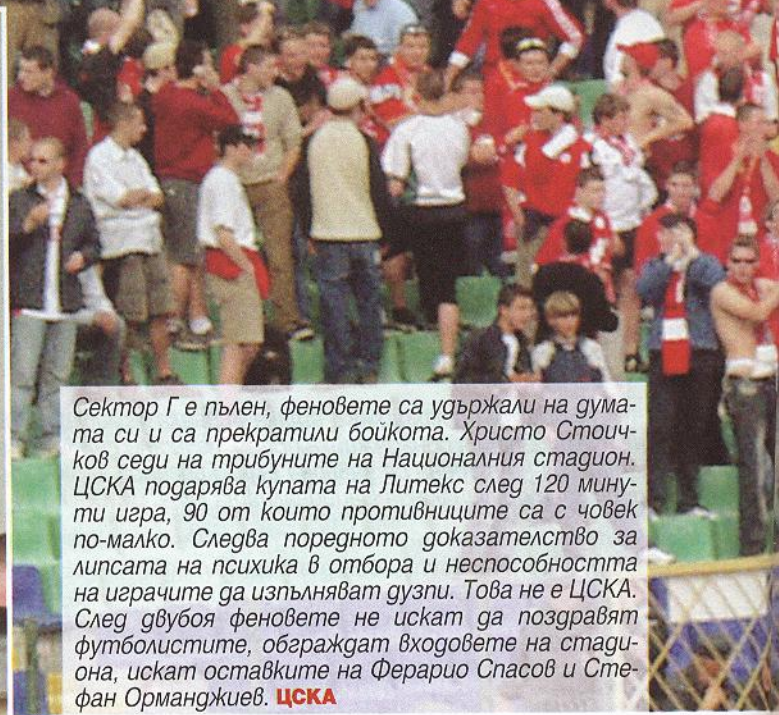 Сектор Г е пълен, феновете са удържали на дума-
та си и са прекратили бойкота. Христо Стоич-
ков седи на трибуните на Националния стадион.
ЦСКА подарява купата на Литекс след 120 мину-
ти игра, 90 от които противниците са с човек
по-малко. Следва поредното доказателство за
липсата на психика в отбора и неспособността
на играчите да изпълняват дузпи. Това не е ЦСКА.
След двубоя феновете не искат да поздравят
футболистите, обграждат входовете на стади-
она, искат оставките на Ферарио Спасов и Сте-
фан Орманджиев. ЦСКА